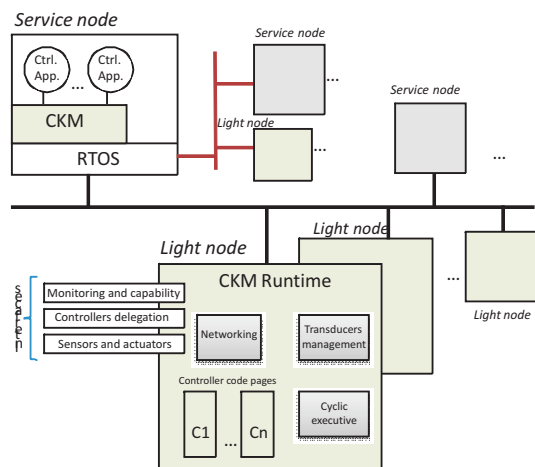 Service node
Ctrl.
App.
...
Ctrl.
App.
CKM
RTOS
Service node
...
Light node
...
Service node
...
Light node
Light node
...
Light node
CKM Runtime
Monitoring and capability
Controllers delegation
Sensors and actuators
Networking
Transducers
management
Controller code pages
C1
...
Cn
Cyclic
executive